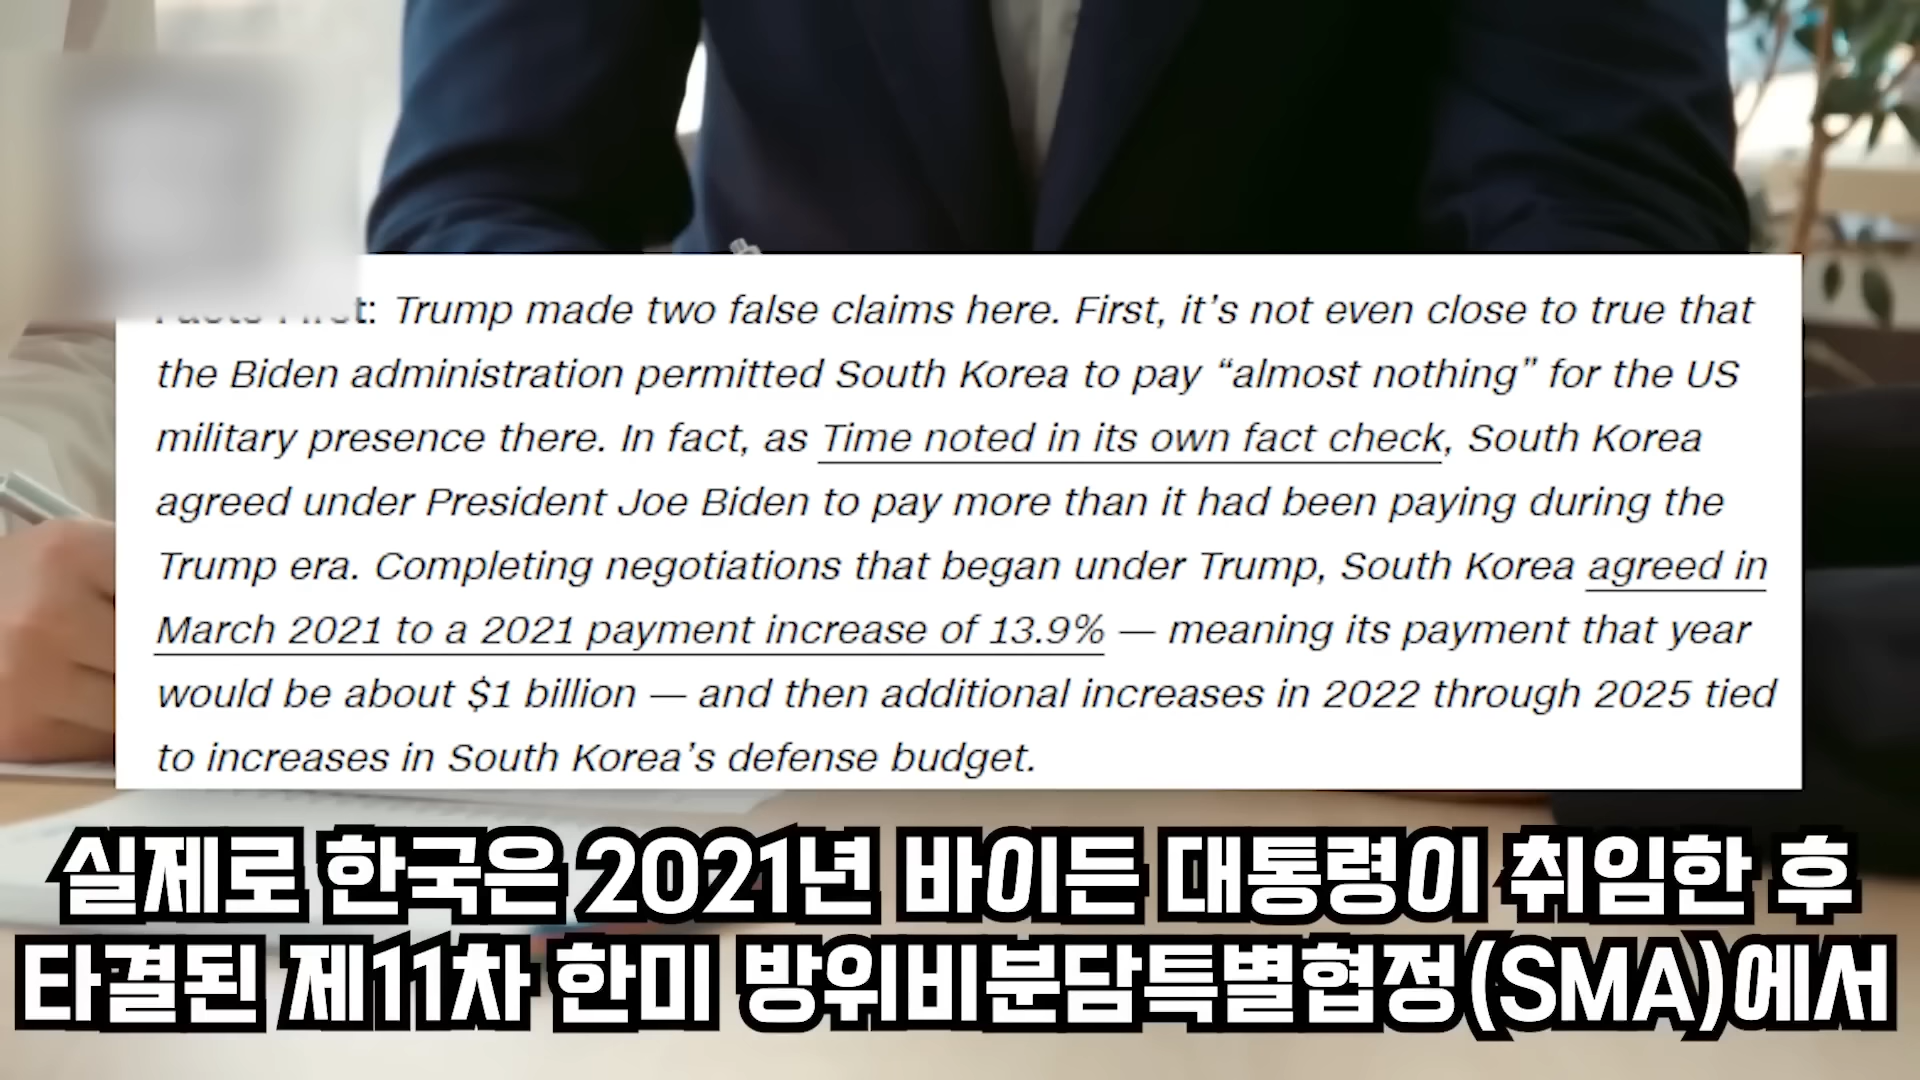 t: Trump made two false claims here. First, it's not even close to true that
the Biden administration permitted South Korea to pay “almost nothing” for the US
military presence there. In fact, as Time noted in its own fact check, South Korea
agreed under President Joe Biden to pay more than it had been paying during the
Trump era. Completing negotiations that began under Trump, South Korea agreed in
March 2021 to a 2021 payment increase of 13.9% — meaning its payment that year
would be about $1 billion — and then additional increases in 2022 through 2025 tied
to increases in South Korea's defense budget.
실제로 한국은 2021년 바이든 대통령이 취임한 후
타결된 제11차 한미 방위비분담특별협정(SMA)에서